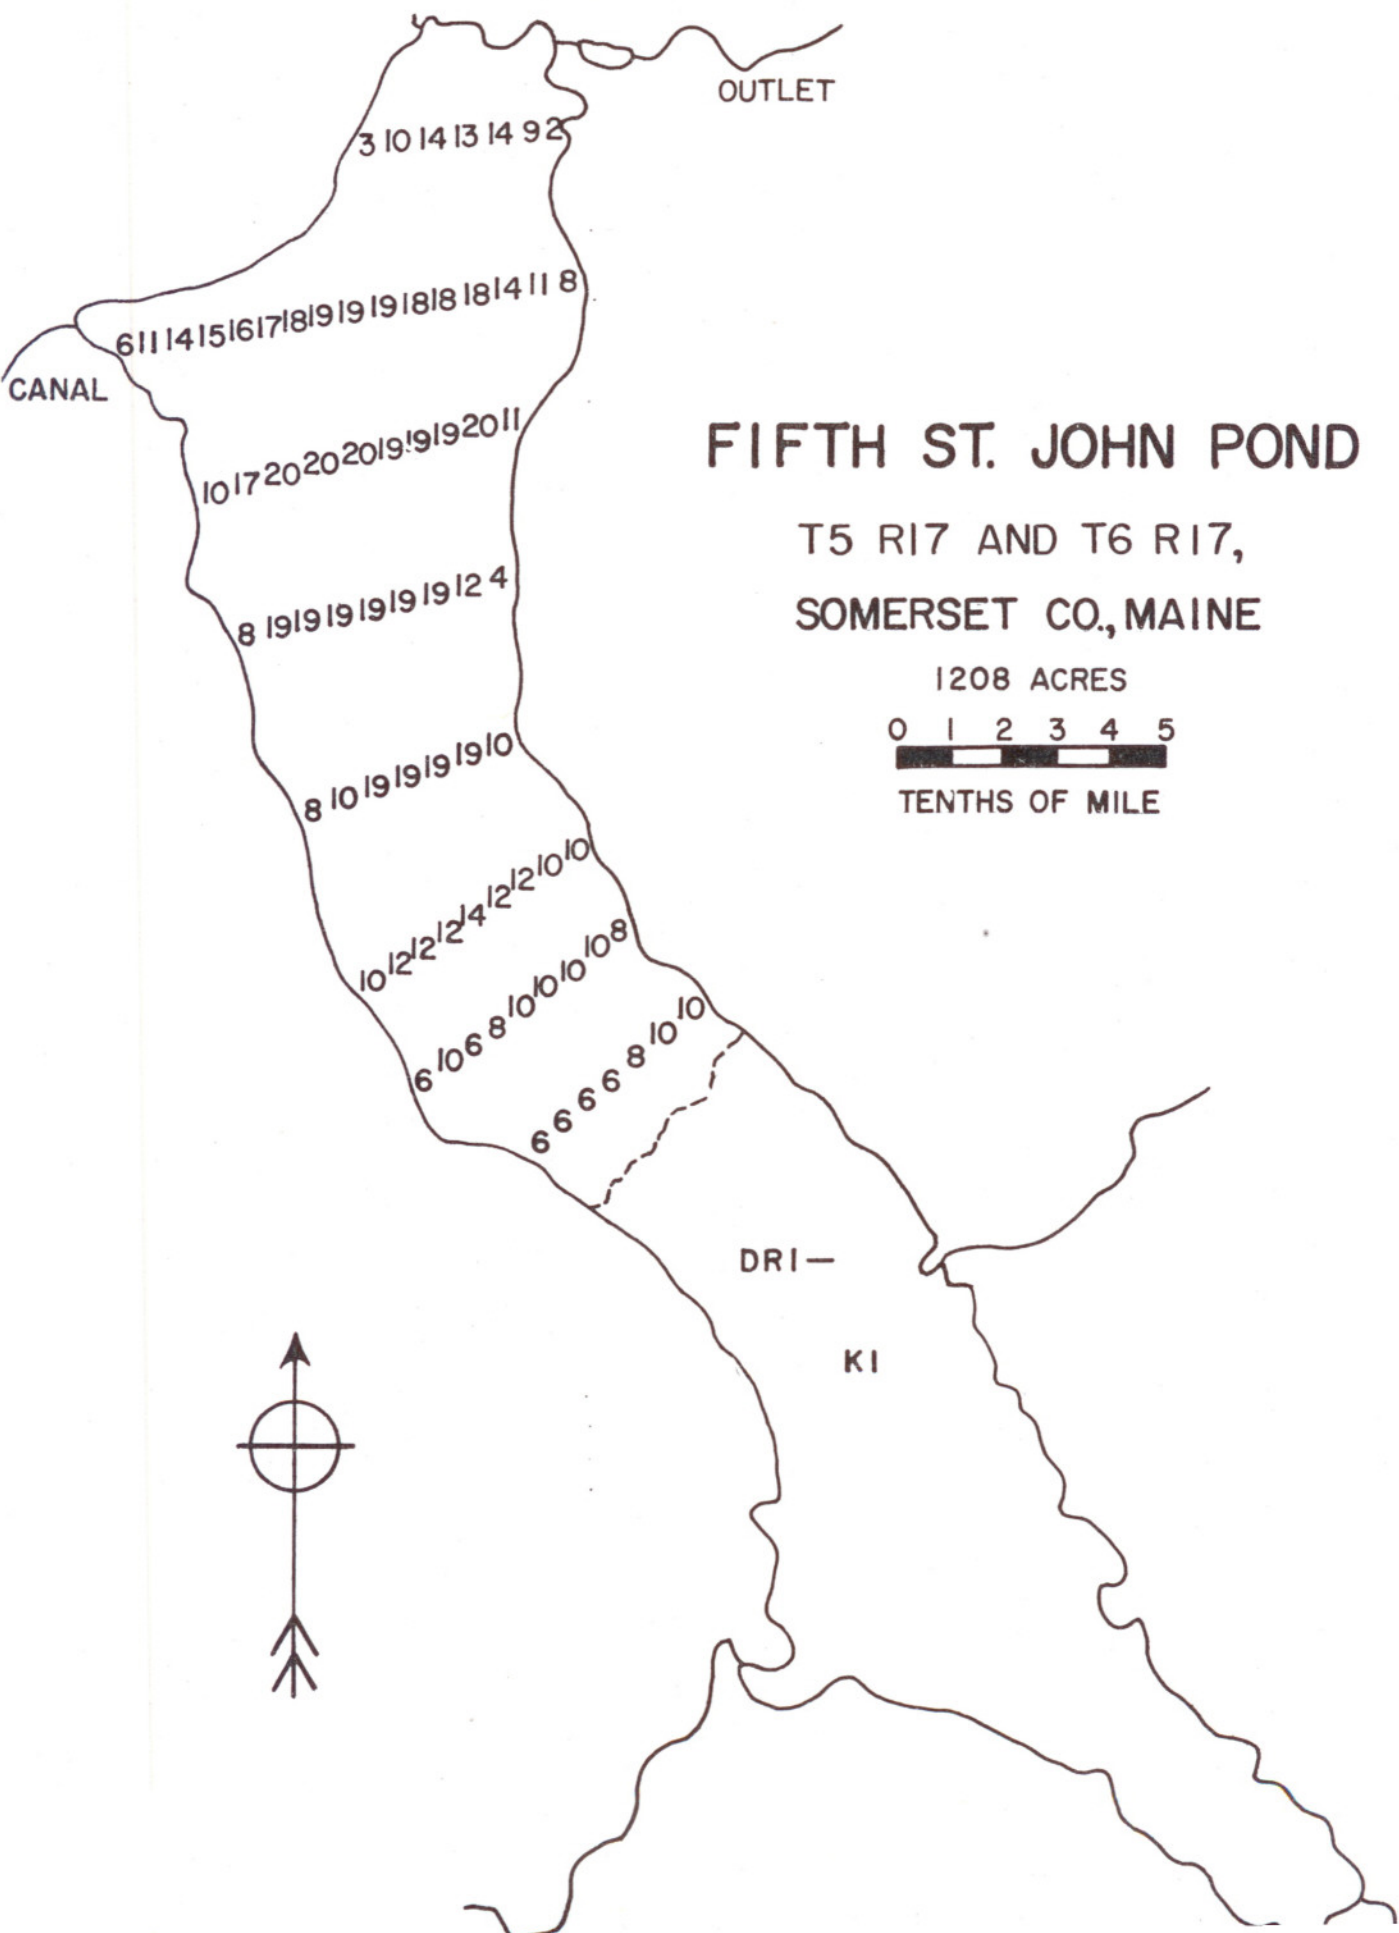 OUTLET
3 10 14 13 14 9 2
6 11 14 15 16 17 18 19 19 19 18 18 18 14 11 8
CANAL
10 17 20 20 20 19 19 19 20 11
FIFTH ST. JOHN POND
T5 R17 AND T6 R17,
8 19 19 19 19 19 19 12 4
SOMERSET CO., MAINE
1208 ACRES
0 1 2 3 4 5
8 10 19 19 19 19 10
TENTHS OF MILE
10 12 12 12 14 12 12 10 10
6 10 6 8 10 10 10 10 8
6 6 6 6 8 10 10
DRI—
KI